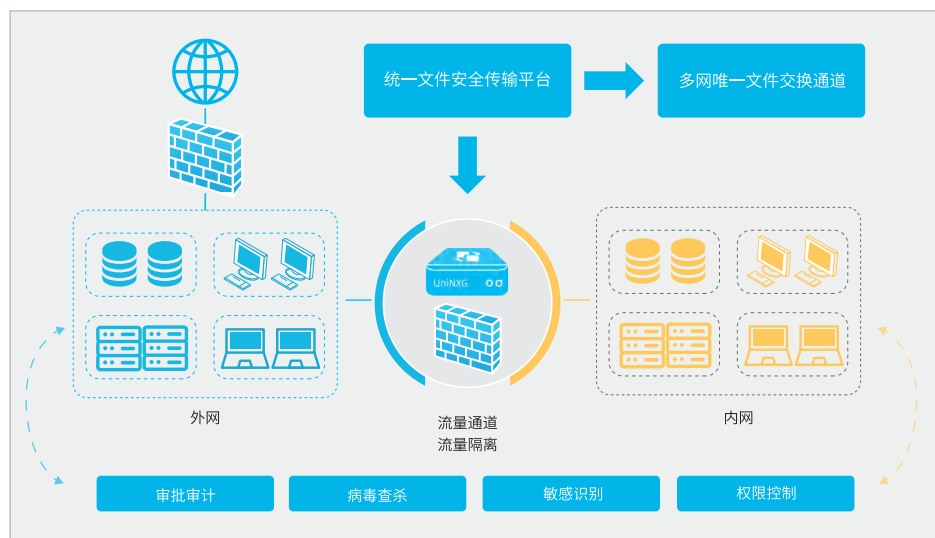 统一文件安全传输平台
多网唯一文件交换通道
UniNXG
外网
流量通道
流量隔离
内网
审批审计
病毒查杀
敏感识别
权限控制